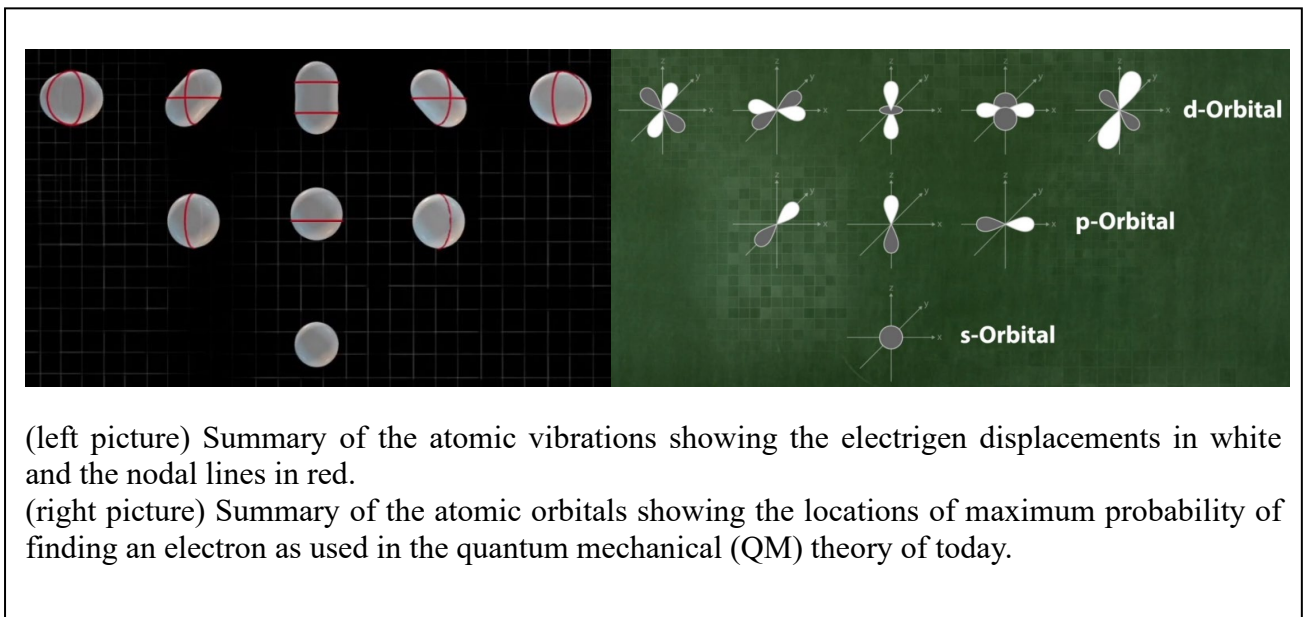 z
y
x
z
y
x
z
y
x
z
y
x
z
y
x
d-Orbital
z
y
x
z
y
x
z
y
x
p-Orbital
z
y
x
s-Orbital
(left picture) Summary of the atomic vibrations showing the electrigen displacements in white
and the nodal lines in red.
(right picture) Summary of the atomic orbitals showing the locations of maximum probability of
finding an electron as used in the quantum mechanical (QM) theory of today.